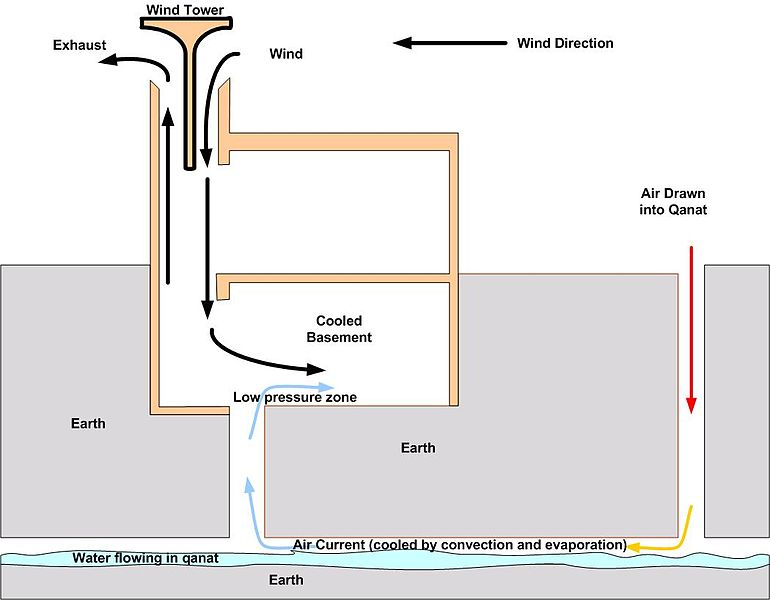 Wind Tower
Exhaust
Wind
Wind Direction
Air Drawn
into Qanat
Cooled
Basement
Low pressure zone
Earth
Earth
Air Current (cooled by convection and evaporation)
Water flowing in qanat
Earth